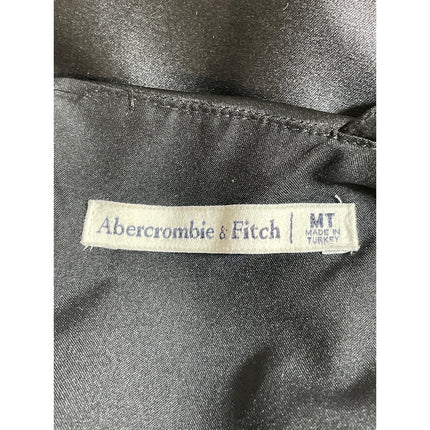 Abercrombie & Fitch | MT
MADE IN
TURKEY